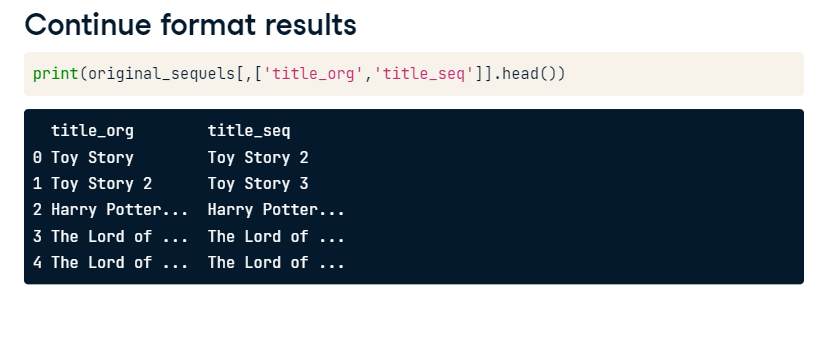 Continue format results
print(original_sequels[,['title_org','title_seq']].head())
title_org title_seq
0 Toy Story Toy Story 2
1 Toy Story 2 Toy Story 3
2 Harry Potter... Harry Potter...
3 The Lord of ... The Lord of ...
4 The Lord of ... The Lord of ...